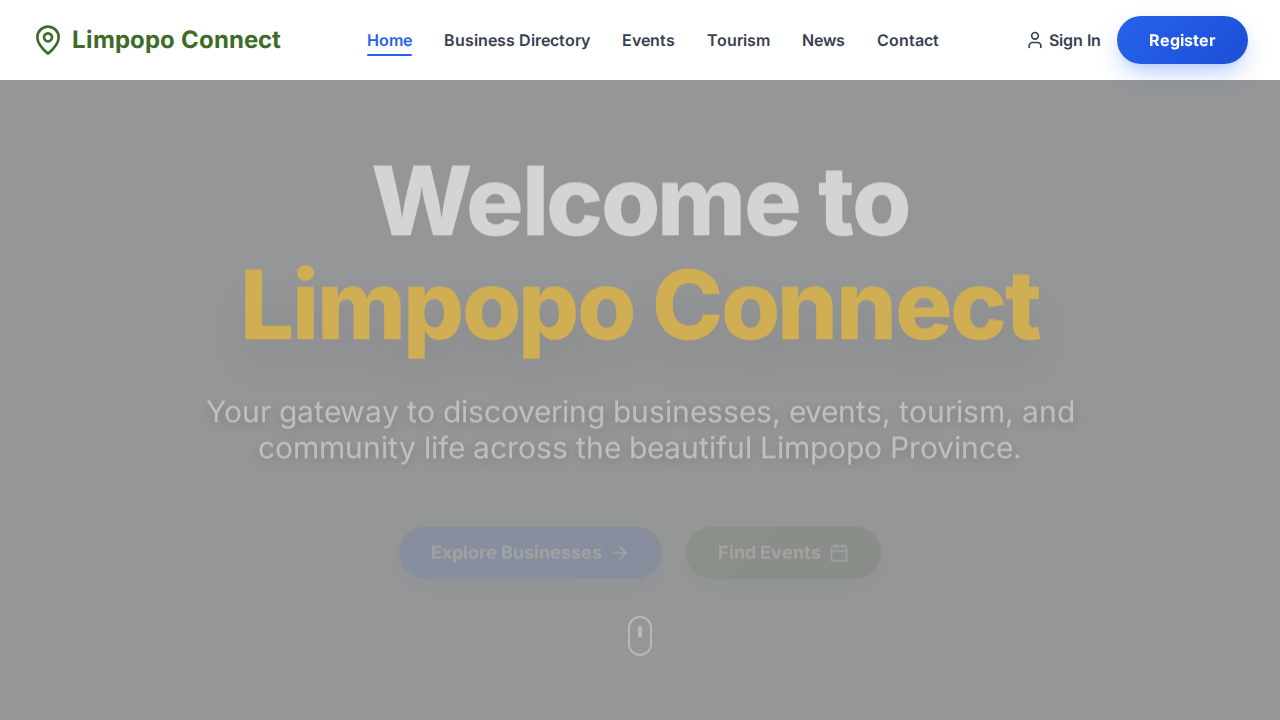 Limpopo Connect
Home
Business Directory
Events
Tourism
News
Contact
Sign In
Register
Welcome to
Limpopo Connect
Your gateway to discovering businesses, events, tourism, and
community life across the beautiful Limpopo Province.
Explore Businesses
Find Events